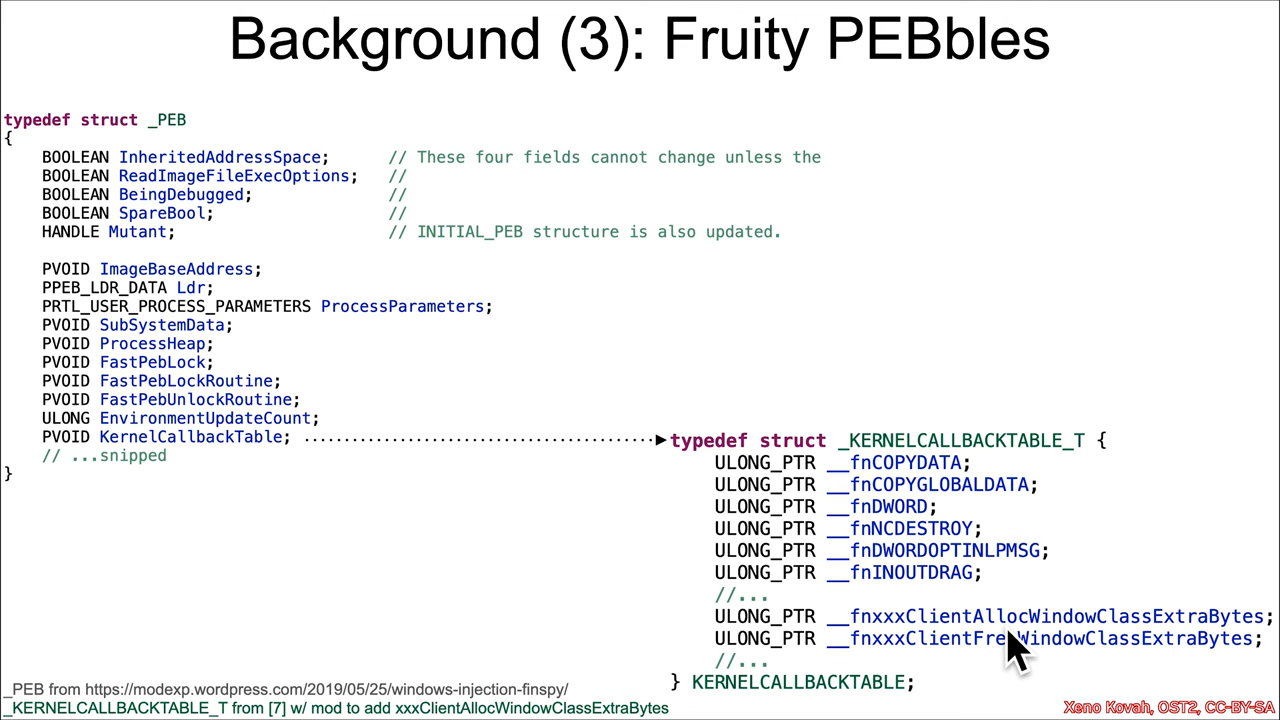 Background (3): Fruity PEBbles
typedef struct _PEB
{
BOOLEAN InheritedAddressSpace; // These four fields cannot change unless the
BOOLEAN ReadImageFileExecOptions; //
BOOLEAN BeingDebugged; //
BOOLEAN SpareBool; //
HANDLE Mutant; // INITIAL_PEB structure is also updated.
PVOID ImageBaseAddress;
PPEB_LDR_DATA Ldr;
PRTL_USER_PROCESS_PARAMETERS ProcessParameters;
PVOID SubSystemData;
PVOID ProcessHeap;
PVOID FastPebLock;
PVOID FastPebLockRoutine;
PVOID FastPebUnlockRoutine;
ULONG EnvironmentUpdateCount;
PVOID KernelCallbackTable;
// ...snipped
}
typedef struct _KERNELCALLBACKTABLE_T {
ULONG_PTR __fnCOPYDATA;
ULONG_PTR __fnCOPYGLOBALDATA;
ULONG_PTR __fnDWORD;
ULONG_PTR __fnNCDESTROY;
ULONG_PTR __fnDWORDOPTINLPMSG;
ULONG_PTR __fnINOUTDRAG;
//...
ULONG_PTR __fnxxxClientAllocWindowClassExtraBytes;
ULONG_PTR __fnxxxClientFreeWindowClassExtraBytes;
//...
} KERNELCALLBACKTABLE;
_PEB from https://modexp.wordpress.com/2019/05/25/windows-injection-finspy/
_KERNELCALLBACKTABLE_T from [7] w/ mod to add xxxClientAllocWindowClassExtraBytes
Xeno Kovah, OST2, CC-BY-SA